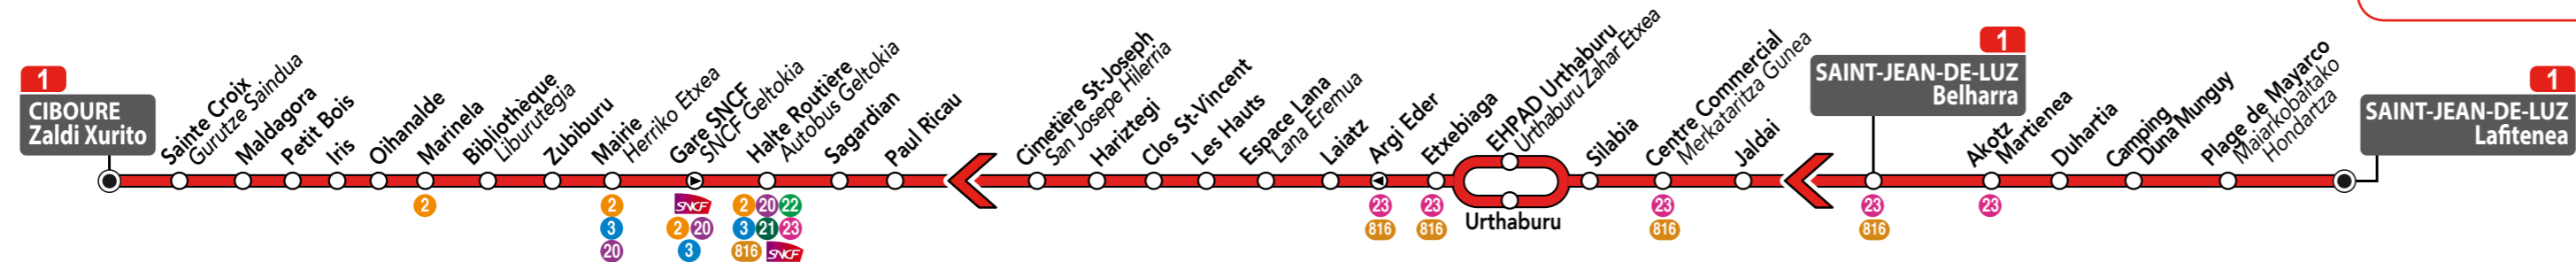 1
CIBOURE
Zaldi Xurito
Sainte Croix
Gurutze Saindua
Maldagora
Petit Bois
Iris
Oihanalde
Marinela
2
Bibliothèque
Liburutegia
Zubiburu
Mairie
Herriko Etxea
2
3
20
Gare SNCF
SNCF Geltokia
SNCF
2 20
3
Halte Routière
Autobus Geltokia
2 20 22
3 21 23
816 SNCF
Sagardian
Paul Ricau
Cimetière St-Joseph
San Josepe Hilerria
Hariztegi
Clos St-Vincent
Les Hauts
Espace Lana
Lana Eremua
Laiatz
Argi Eder
23
816
Etxebiaga
23
816
EHPAD Urthaburu
Urthaburu Zahar Etxea
Urthaburu
Silabia
Centre Commercial
Merkataritza Gunea
23
816
Jaldai
1
SAINT-JEAN-DE-LUZ
Belharra
23
816
Akotz
Martienea
23
Duhartia
Camping
Duna Munguy
Plage de Mayarco
Maiarkobaitako
Hondartza
1
SAINT-JEAN-DE-LUZ
Lafitenea